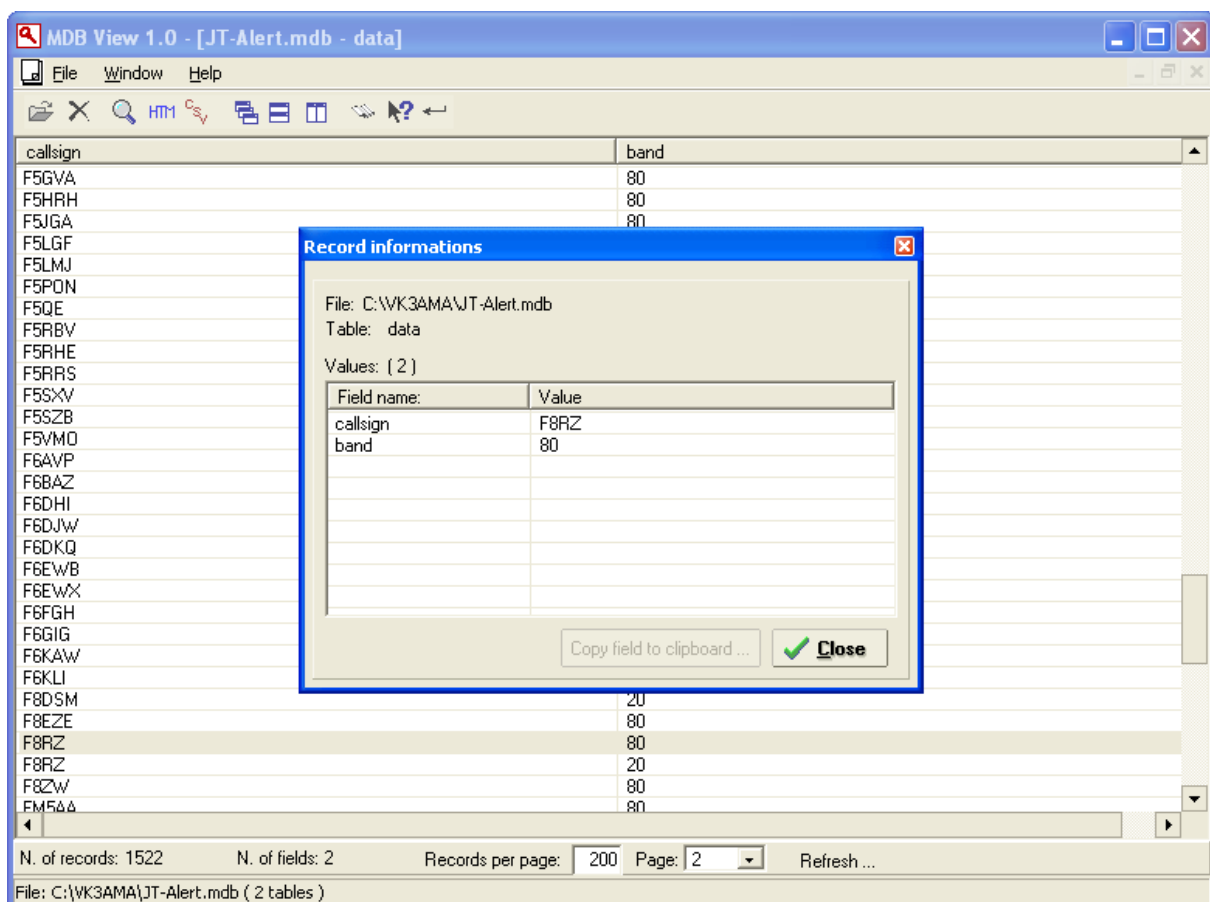 MDB View 1.0 - [JT-Alert.mdb - data]
File Window Help
HTM CSV
callsign band
F5GVA 80
F5HRH 80
F5JGA 80
F5LGF
F5LMJ
F5PON
F5QE
F5RBV
F5RHE
F5RRS
F5SXV
F5SZB
F5VMO
F6AVP
F6BAZ
F6DHI
F6DJW
F6DKQ
F6EWB
F6EWX
F6FGH
F6GIG
F6KAW
F6KLI
F8DSM 20
F8EZE 80
F8RZ 80
F8RZ 20
F8ZW 80
FM5AA 80
Record informations
File: C:\VK3AMA\JT-Alert.mdb
Table: data
Values: ( 2 )
Field name: Value
callsign F8RZ
band 80
Copy field to clipboard ... Close
N. of records: 1522 N. of fields: 2 Records per page: 200 Page: 2 Refresh ...
File: C:\VK3AMA\JT-Alert.mdb ( 2 tables )